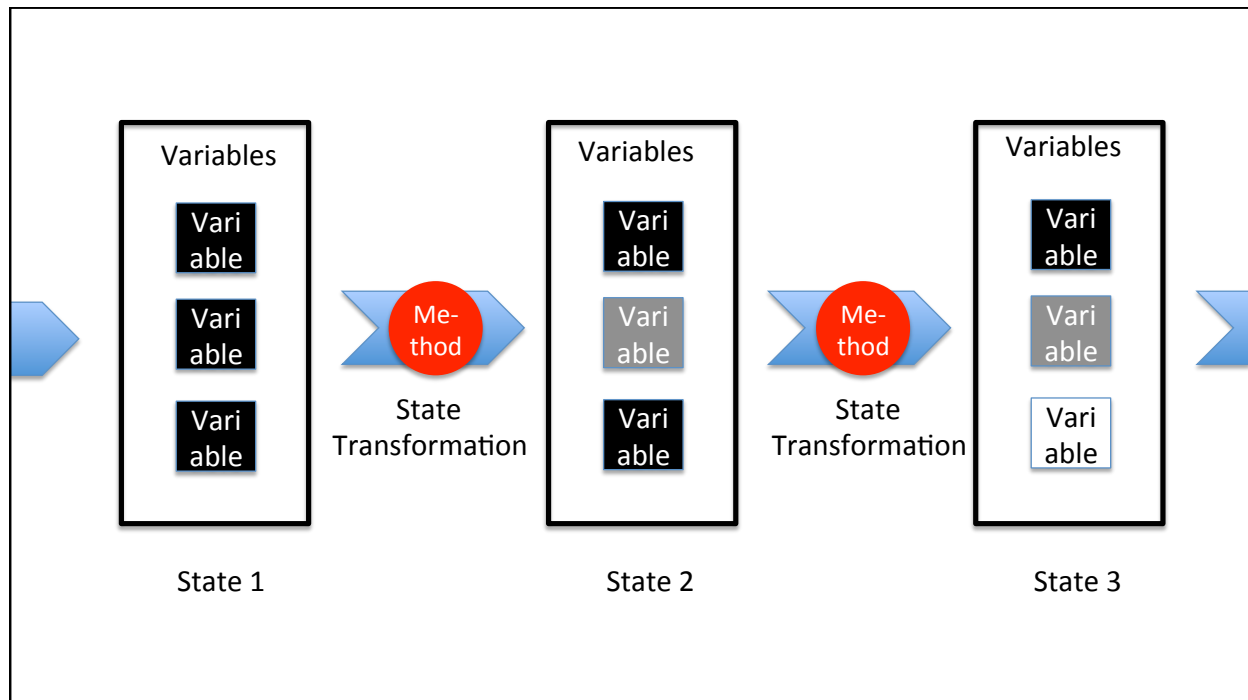 Variables
Vari
able
Vari
able
Vari
able
State 1
Me-
thod
State
Transformation
Variables
Vari
able
Vari
able
Vari
able
State 2
Me-
thod
State
Transformation
Variables
Vari
able
Vari
able
Vari
able
State 3